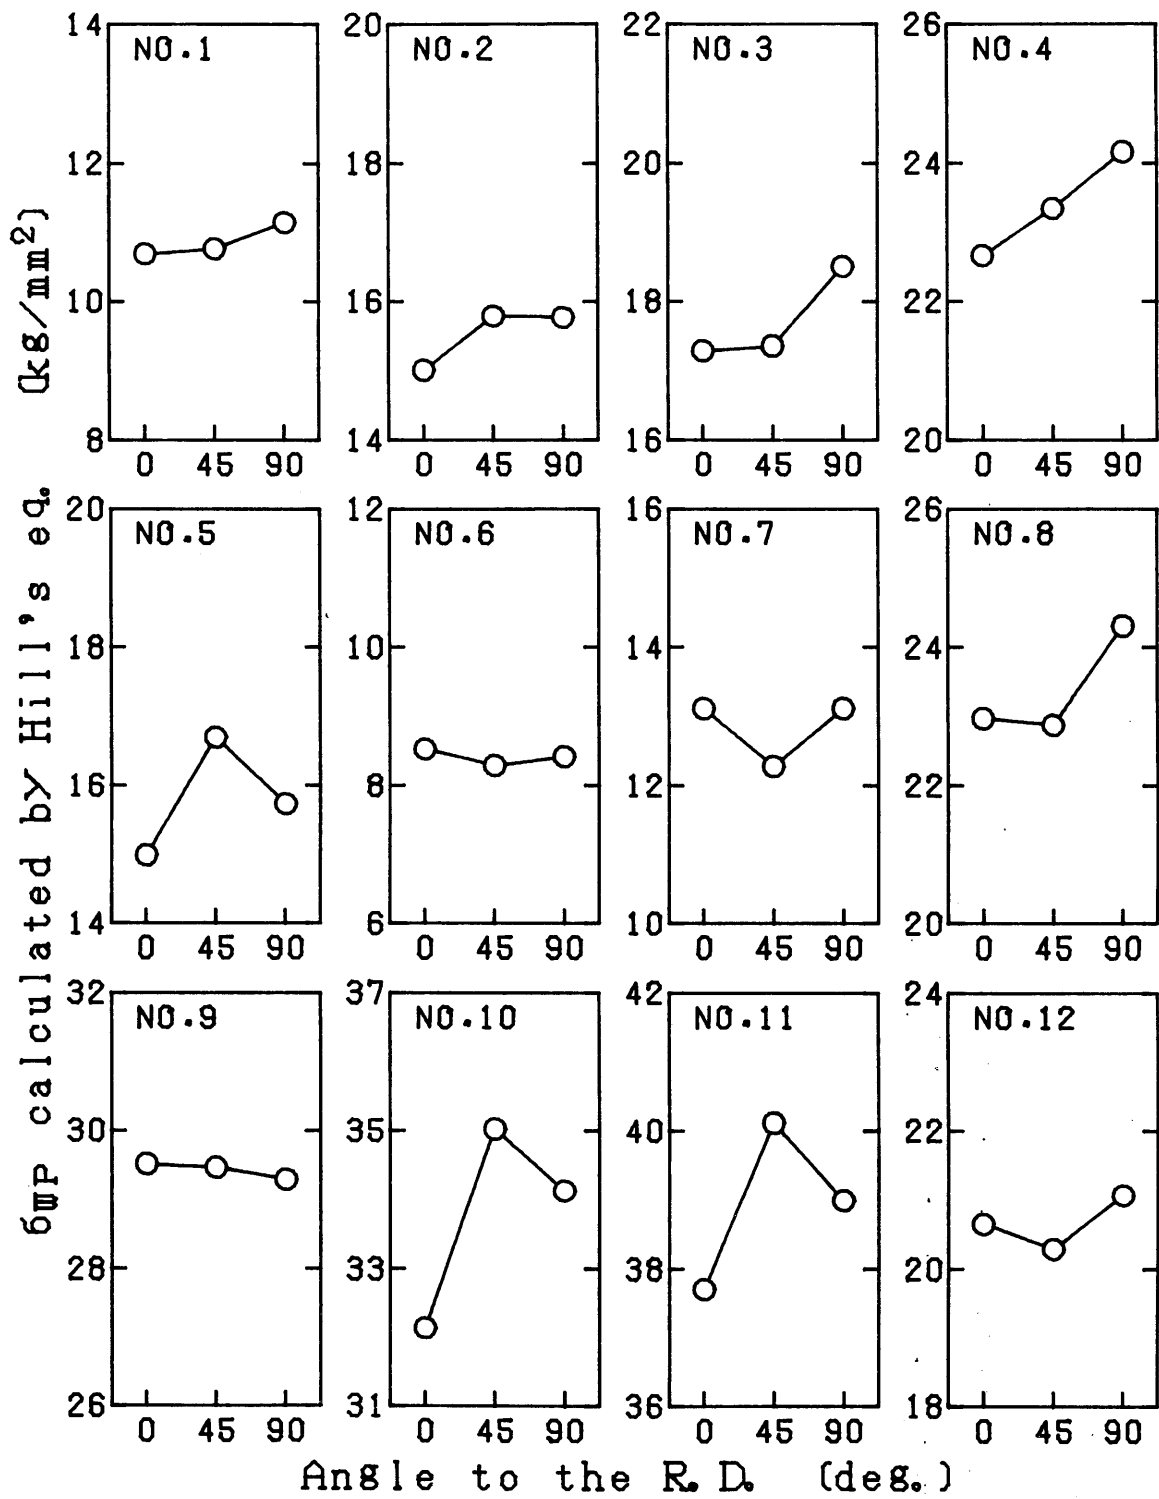 14 20 22 26
NO.1 NO.2 NO.3 NO.4
12 18 20 24
10 16 18 22
8 14 16 20
0 45 90 0 45 90 0 45 90 0 45 90
20 12 16 26
NO.5 NO.6 NO.7 NO.8
18 10 14 24
16 8 12 22
14 6 10 20
0 45 90 0 45 90 0 45 90 0 45 90
32 37 42 24
NO.9 NO.10 NO.11 NO.12
30 35 40 22
28 33 38 20
26 31 36 18
0 45 90 0 45 90 0 45 90 0 45 90
σWP calculated by Hill's eq. (kg/mm²)
Angle to the R.D. (deg.)